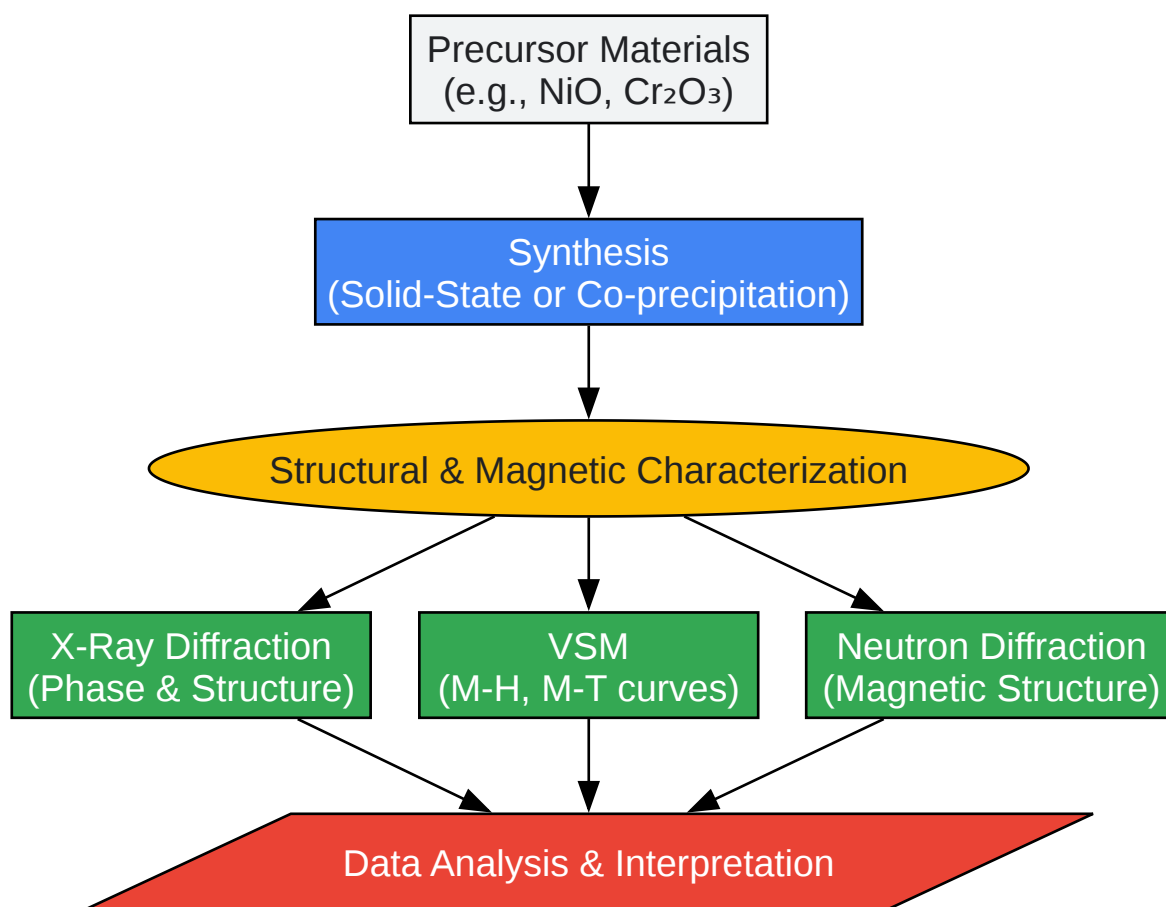 Precursor Materials
(e.g., NiO, Cr₂O₃)
Synthesis
(Solid-State or Co-precipitation)
Structural & Magnetic Characterization
X-Ray Diffraction
(Phase & Structure)
VSM
(M-H, M-T curves)
Neutron Diffraction
(Magnetic Structure)
Data Analysis & Interpretation